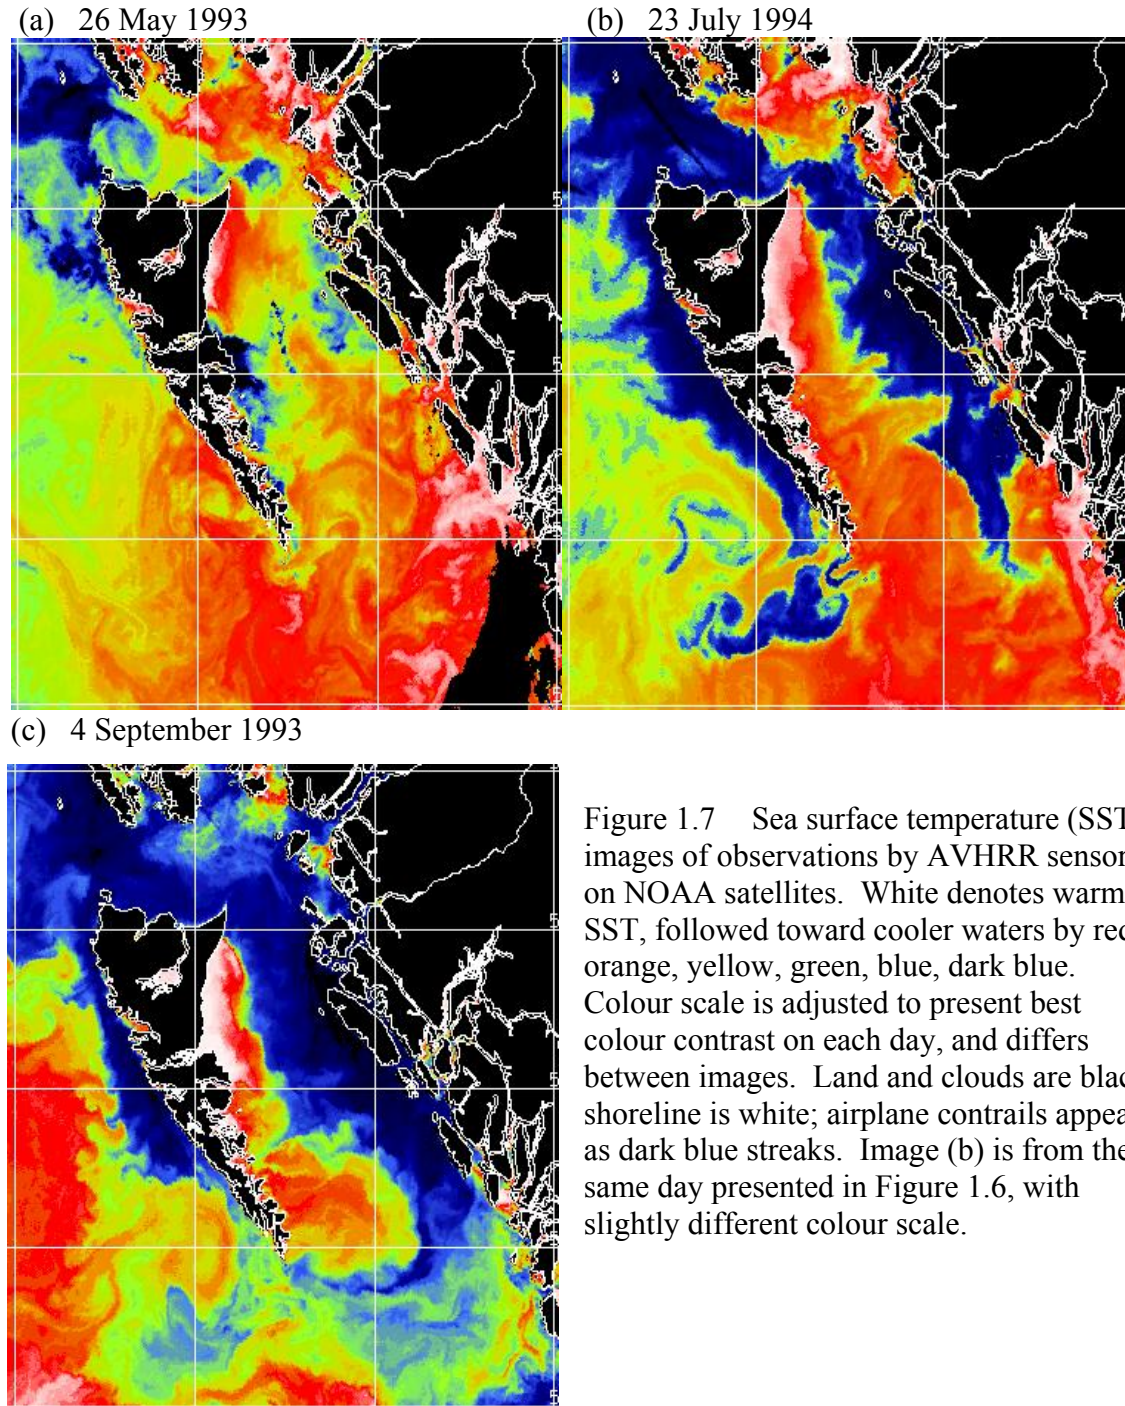 (a) 26 May 1993
(b) 23 July 1994
(c) 4 September 1993
Figure 1.7 Sea surface temperature (SST
images of observations by AVHRR sensor
on NOAA satellites. White denotes warm
SST, followed toward cooler waters by red
orange, yellow, green, blue, dark blue.
Colour scale is adjusted to present best
colour contrast on each day, and differs
between images. Land and clouds are blac
shoreline is white; airplane contrails appea
as dark blue streaks. Image (b) is from the
same day presented in Figure 1.6, with
slightly different colour scale.